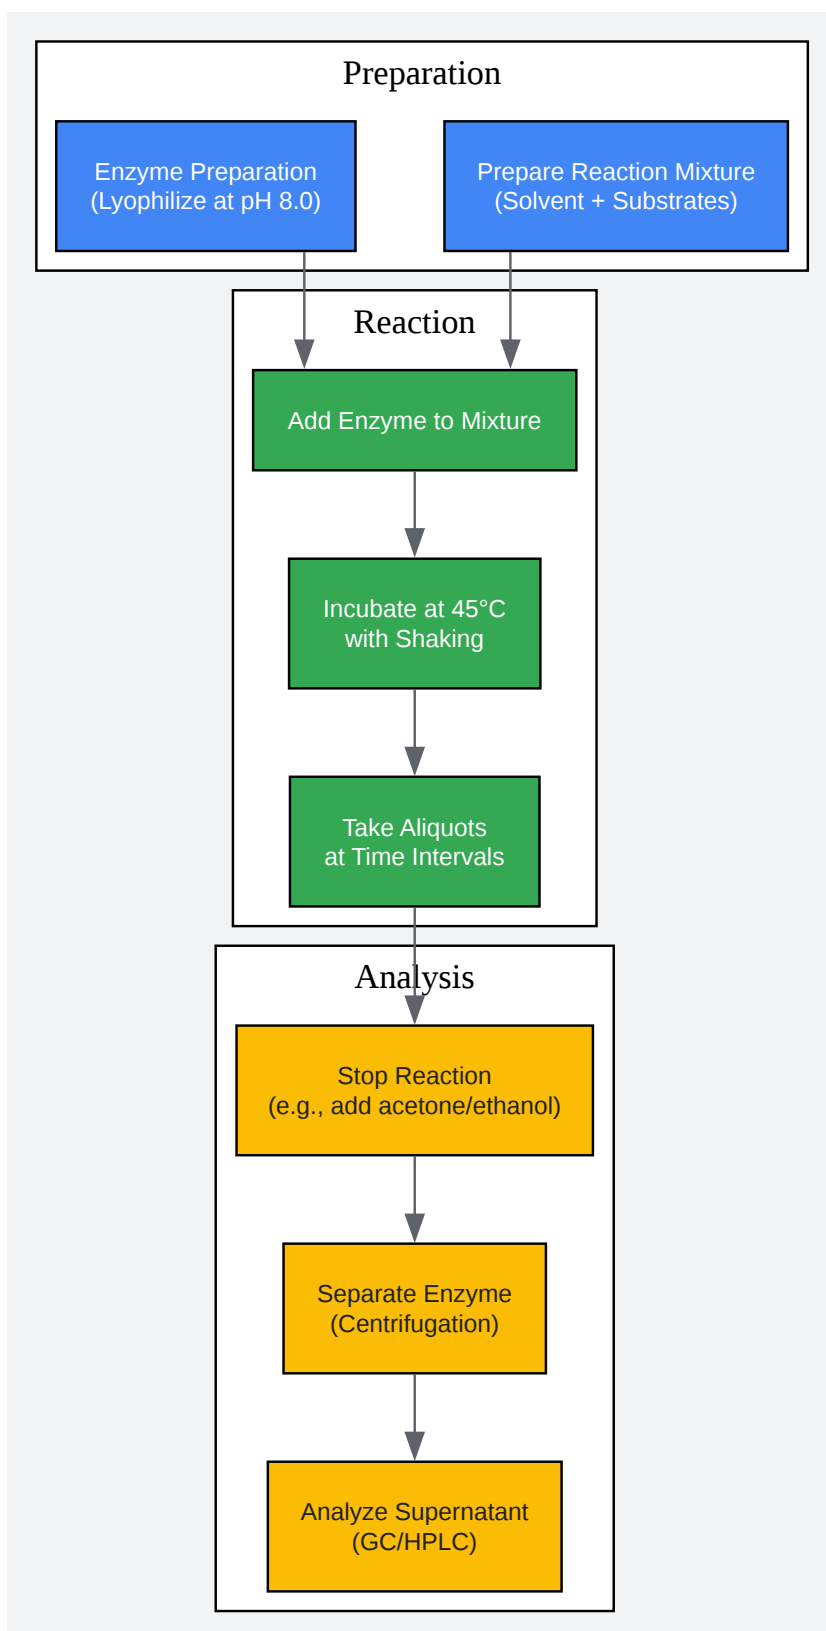 Preparation
Enzyme Preparation
(Lyophilize at pH 8.0)
Prepare Reaction Mixture
(Solvent + Substrates)
Reaction
Add Enzyme to Mixture
Incubate at 45°C
with Shaking
Take Aliquots
at Time Intervals
Analysis
Stop Reaction
(e.g., add acetone/ethanol)
Separate Enzyme
(Centrifugation)
Analyze Supernatant
(GC/HPLC)